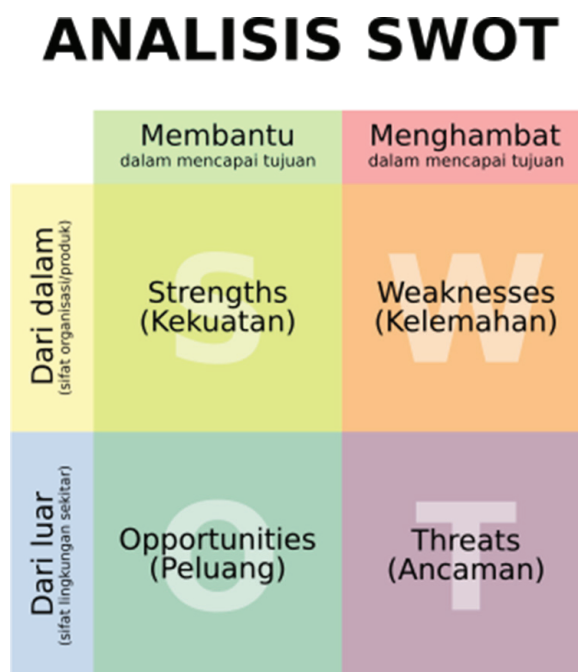 ANALISIS SWOT
Membantu
dalam mencapai tujuan
Menghambat
dalam mencapai tujuan
Dari dalam
(sifat organisasi/produk)
S
Strengths
(Kekuatan)
W
Weaknesses
(Kelemahan)
Dari luar
(sifat lingkungan sekitar)
O
Opportunities
(Peluang)
T
Threats
(Ancaman)